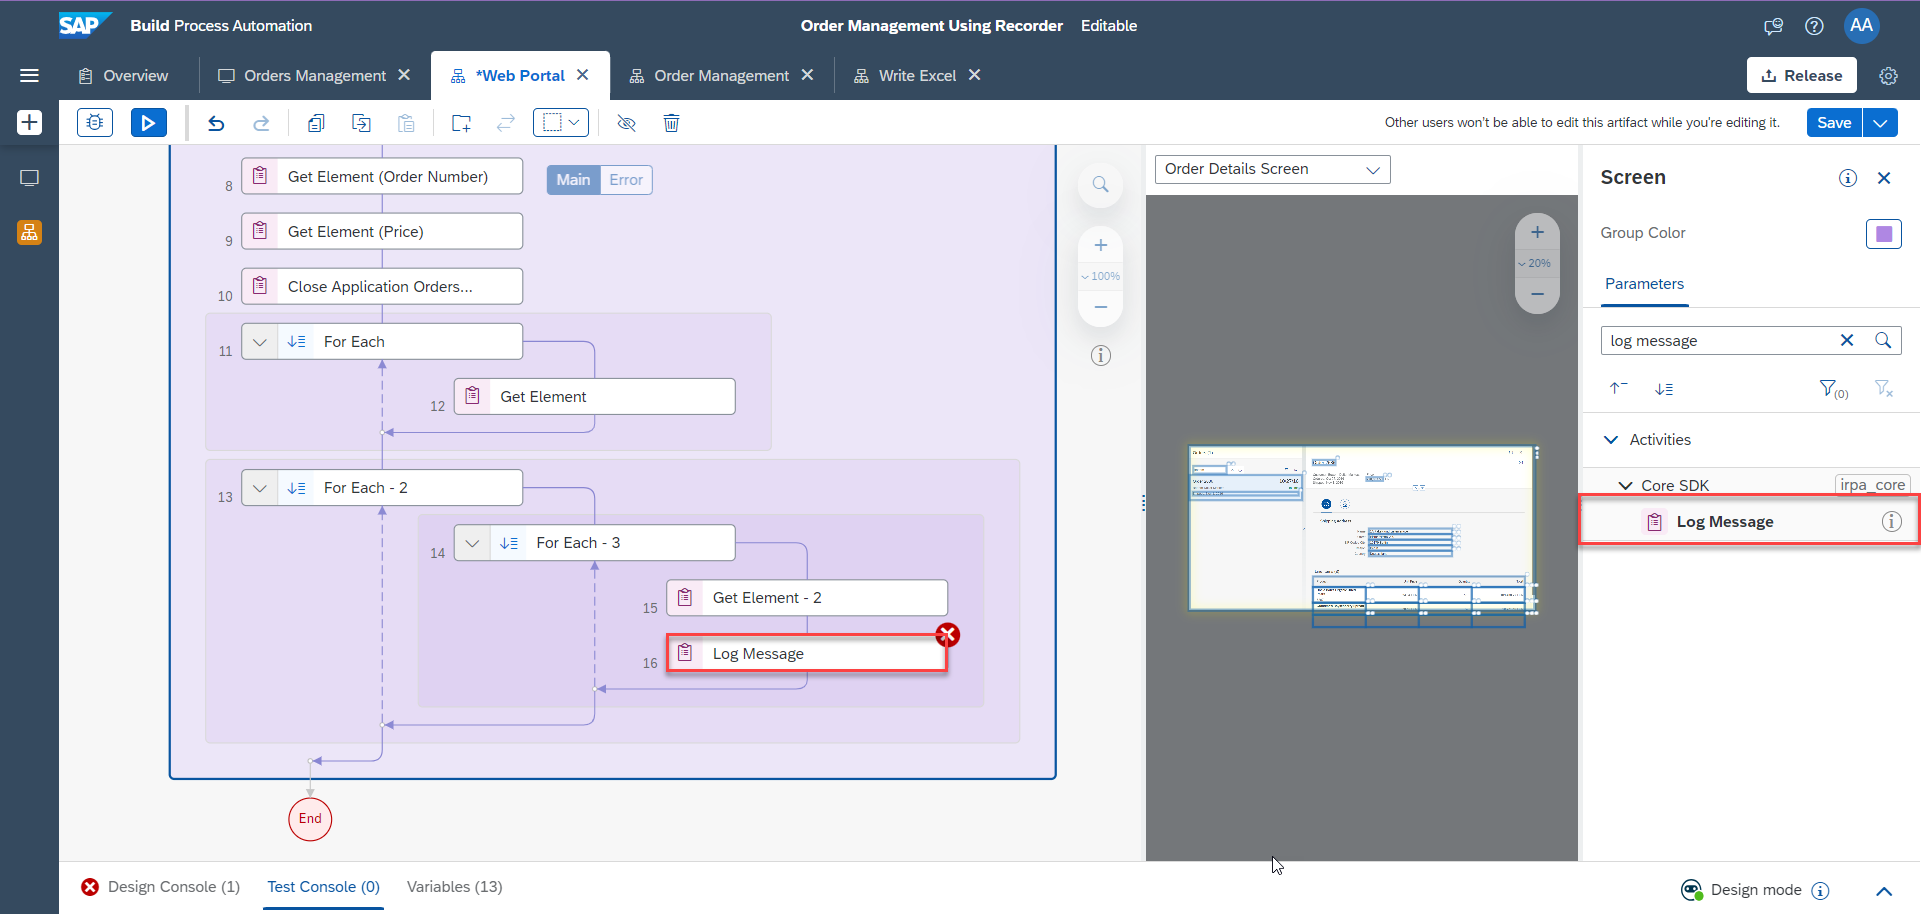 SAP
Build Process Automation
Order Management Using Recorder Editable
AA
Overview
Orders Management
*Web Portal
Order Management
Write Excel
Release
Other users won't be able to edit this artifact while you're editing it.
Save
8
Get Element (Order Number)
Main
Error
9
Get Element (Price)
10
Close Application Orders...
11
For Each
12
Get Element
13
For Each - 2
14
For Each - 3
15
Get Element - 2
16
Log Message
End
100%
Order Details Screen
20%
Screen
Group Color
Parameters
log message
(0)
Activities
Core SDK
irpa_core
Log Message
Design Console (1)
Test Console (0)
Variables (13)
Design mode